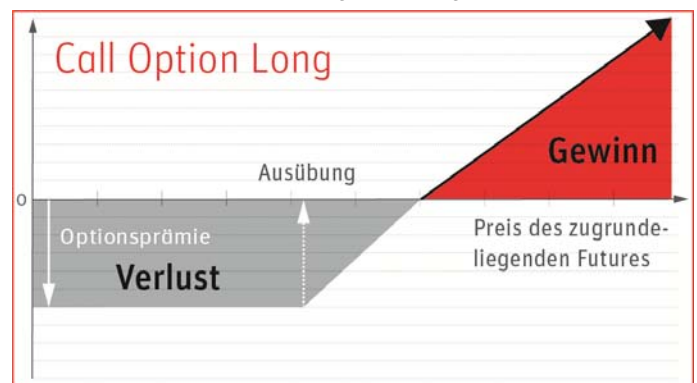 Call Option Long
Gewinn
Ausübung
0
Optionsprämie
Verlust
Preis des zugrunde-
liegenden Futures